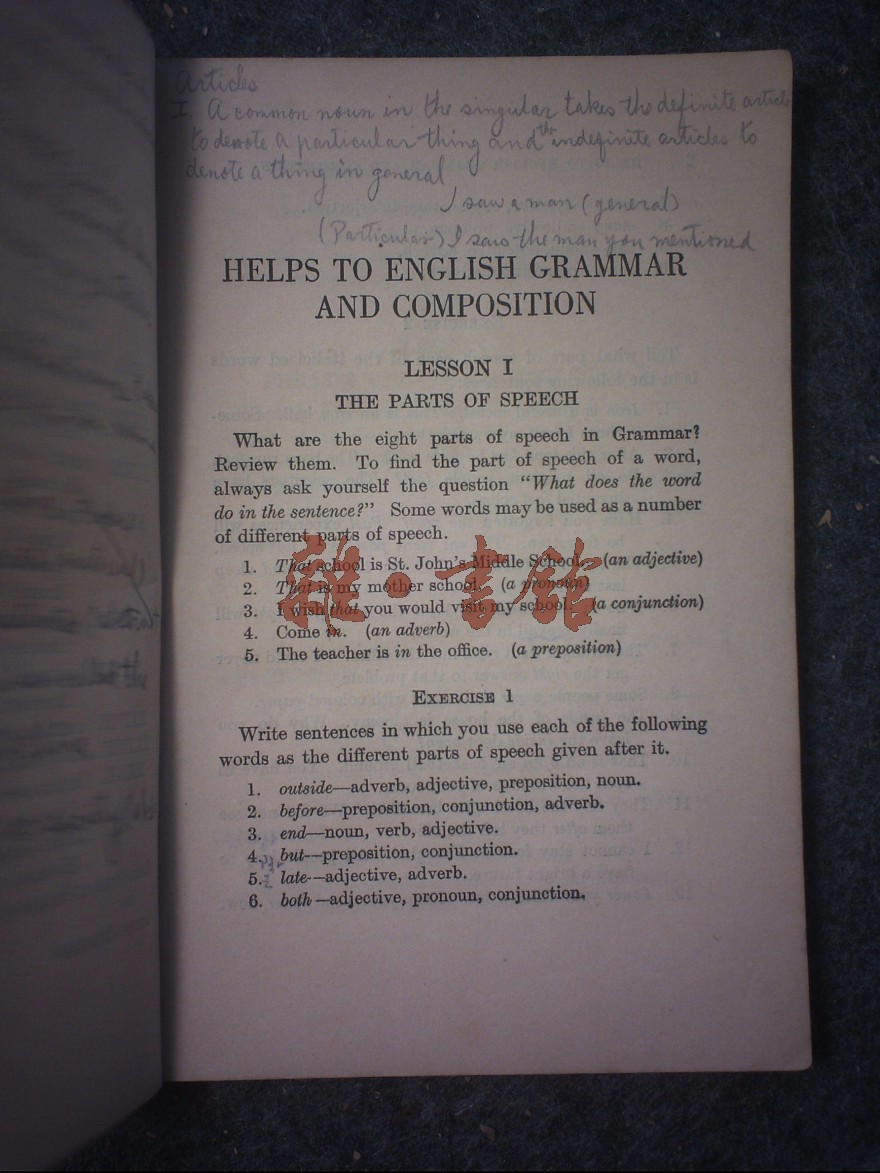 Articles
I. A common noun in the singular takes the definite article
to denote a particular thing and the indefinite articles to
denote a thing in general
I saw a man (general)
(Particular) I saw the man you mentioned
HELPS TO ENGLISH GRAMMAR
AND COMPOSITION
LESSON I
THE PARTS OF SPEECH
What are the eight parts of speech in Grammar?
Review them. To find the part of speech of a word,
always ask yourself the question “What does the word
do in the sentence?” Some words may be used as a number
of different parts of speech.
1. That school is St. John's Middle School. (an adjective)
2. That is my mother school. (a pronoun)
3. I wish that you would visit my school. (a conjunction)
4. Come in. (an adverb)
5. The teacher is in the office. (a preposition)
雜·書館
EXERCISE 1
Write sentences in which you use each of the following
words as the different parts of speech given after it.
1. outside—adverb, adjective, preposition, noun.
2. before—preposition, conjunction, adverb.
3. end—noun, verb, adjective.
4. but—preposition, conjunction.
5. late—adjective, adverb.
6. both—adjective, pronoun, conjunction.